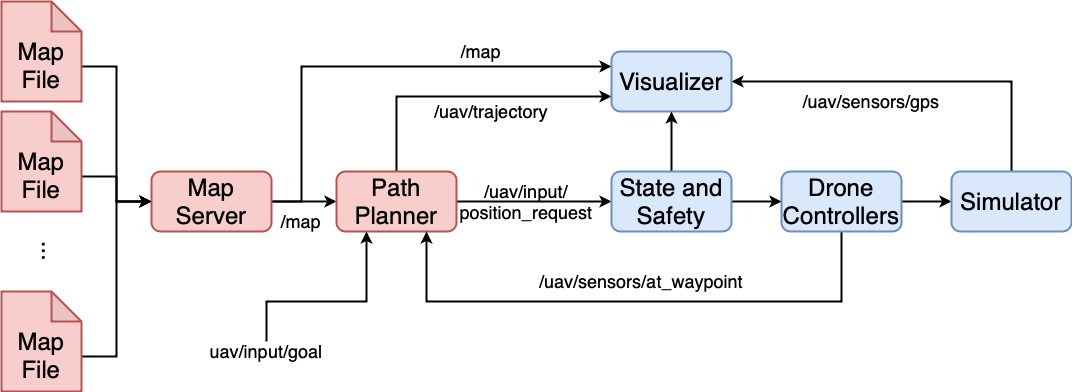 Map
File
Map
File
⋮
Map
File
Map
Server
/map
/map
/uav/trajectory
Path
Planner
uav/input/goal
/uav/input/
position_request
Visualizer
State and
Safety
/uav/sensors/at_waypoint
Drone
Controllers
/uav/sensors/gps
Simulator